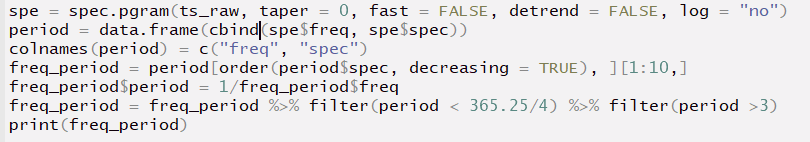 spe = spec.pgram(ts_raw, taper = 0, fast = FALSE, detrend = FALSE, log = "no")
period = data.frame(cbind(spe$freq, spe$spec))
colnames(period) = c("freq", "spec")
freq_period = period[order(period$spec, decreasing = TRUE), ][1:10,]
freq_period$period = 1/freq_period$freq
freq_period = freq_period %>% filter(period < 365.25/4) %>% filter(period >3)
print(freq_period)